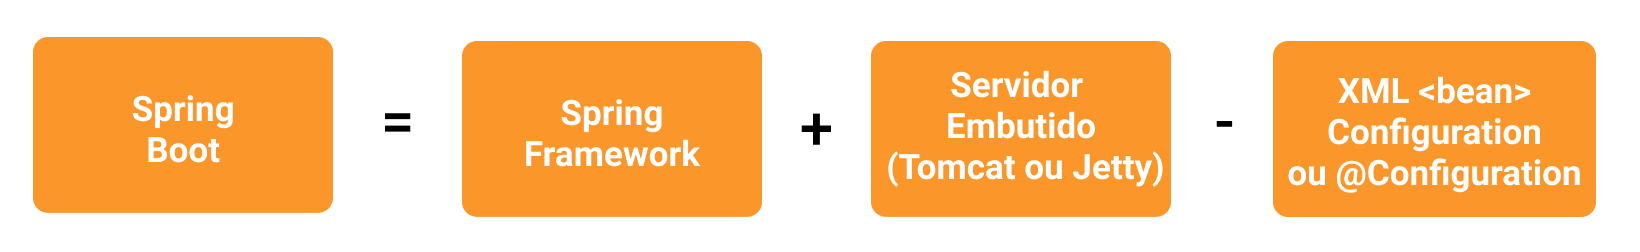 Spring
Boot
=
Spring
Framework
+
Servidor
Embutido
(Tomcat ou Jetty)
-
XML <bean>
Configuration
ou @Configuration